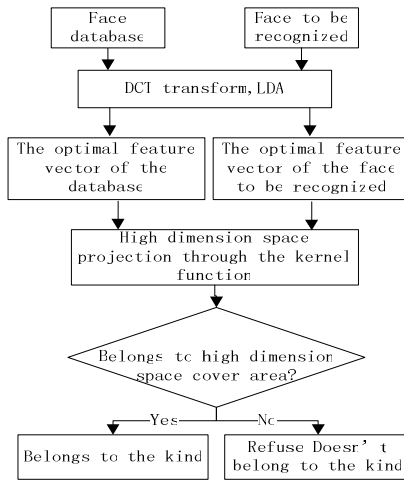 Face
database
Face to be
recognized
DCT transform,LDA
The optimal feature
vector of the
database
The optimal feature
vector of the face
to be recognized
High dimension space
projection through the kernel
function
Belongs to high dimension
space cover area?
Yes
No
Belongs to the kind
Refuse Doesn't
belong to the kind